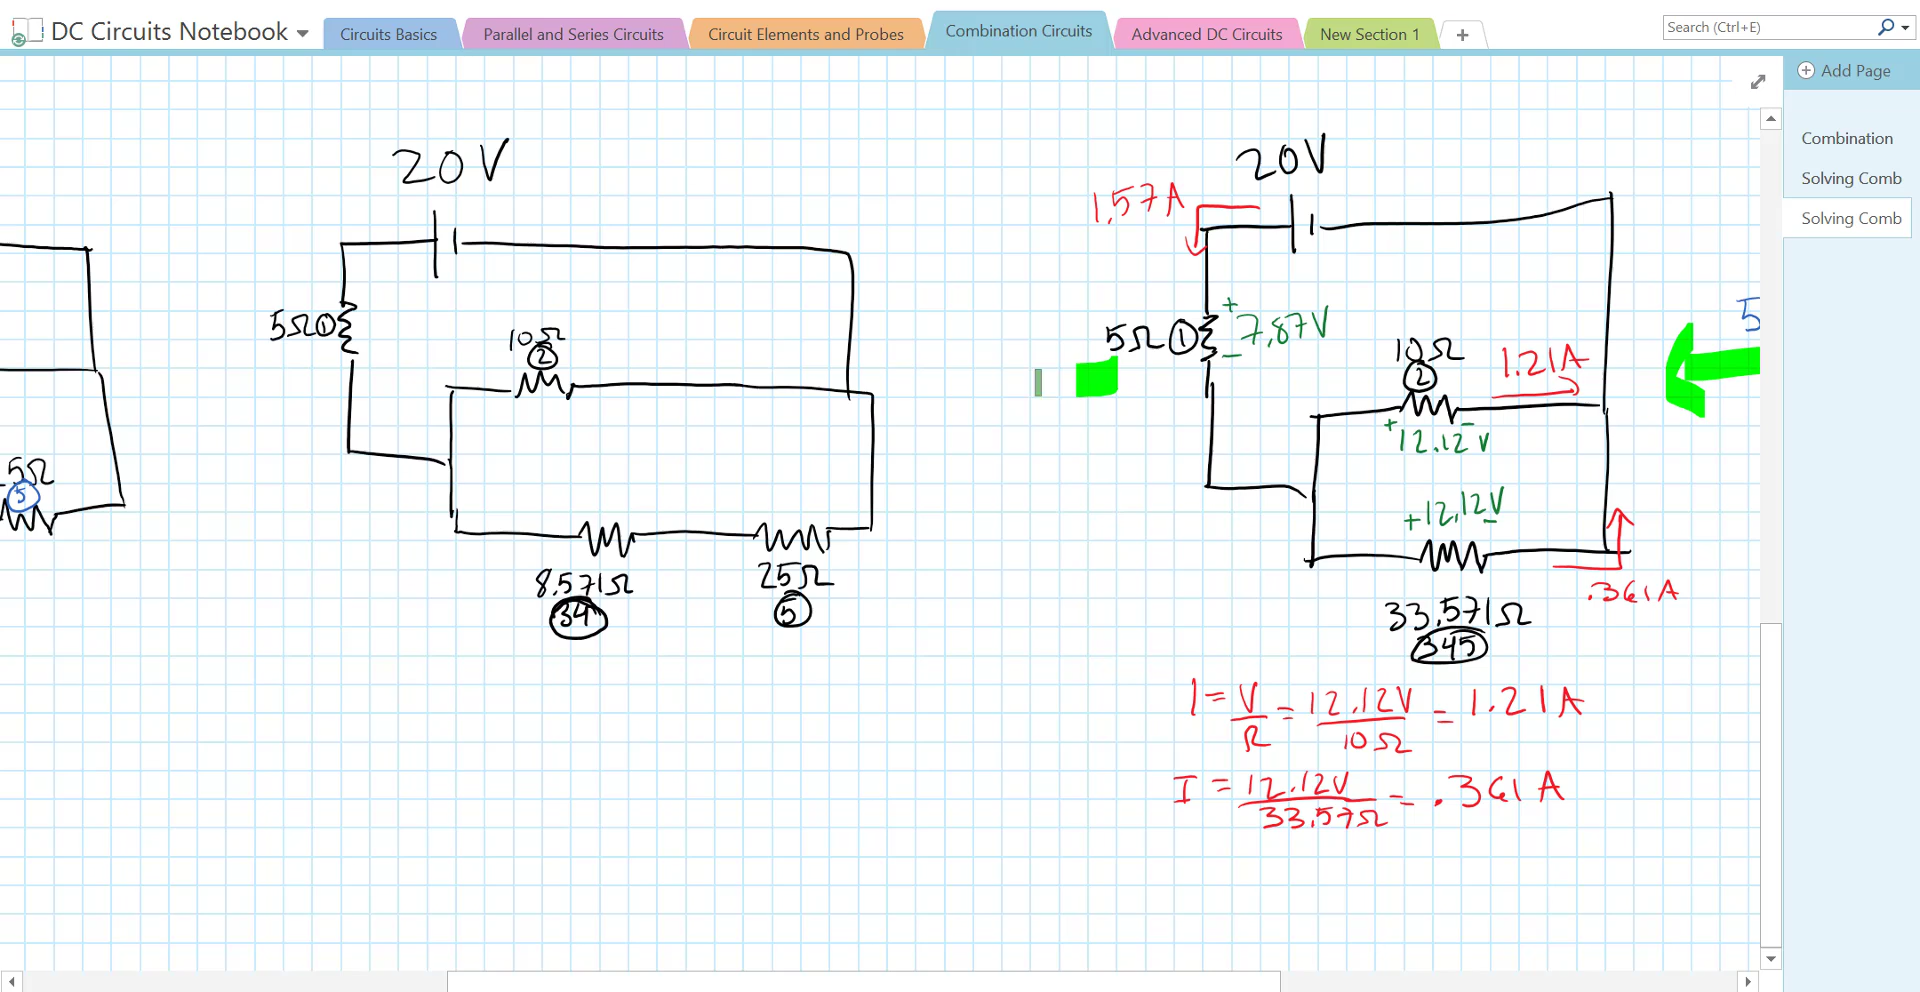 DC Circuits Notebook
Circuits Basics
Parallel and Series Circuits
Circuit Elements and Probes
Combination Circuits
Advanced DC Circuits
New Section 1
Search (Ctrl+E)
Add Page
Combination
Solving Comb
Solving Comb
5Ω
5
20V
5Ω 1
10Ω
2
8.571Ω
34
25Ω
5
20V
1.57A
5Ω 1
+
7.87V
−
10Ω
2
1.21A
+ −
12.12V
+12.12V
−
.361A
33.571Ω
345
5
I = V/R = 12.12V/10Ω = 1.21A
I = 12.12V/33.57Ω = .361A